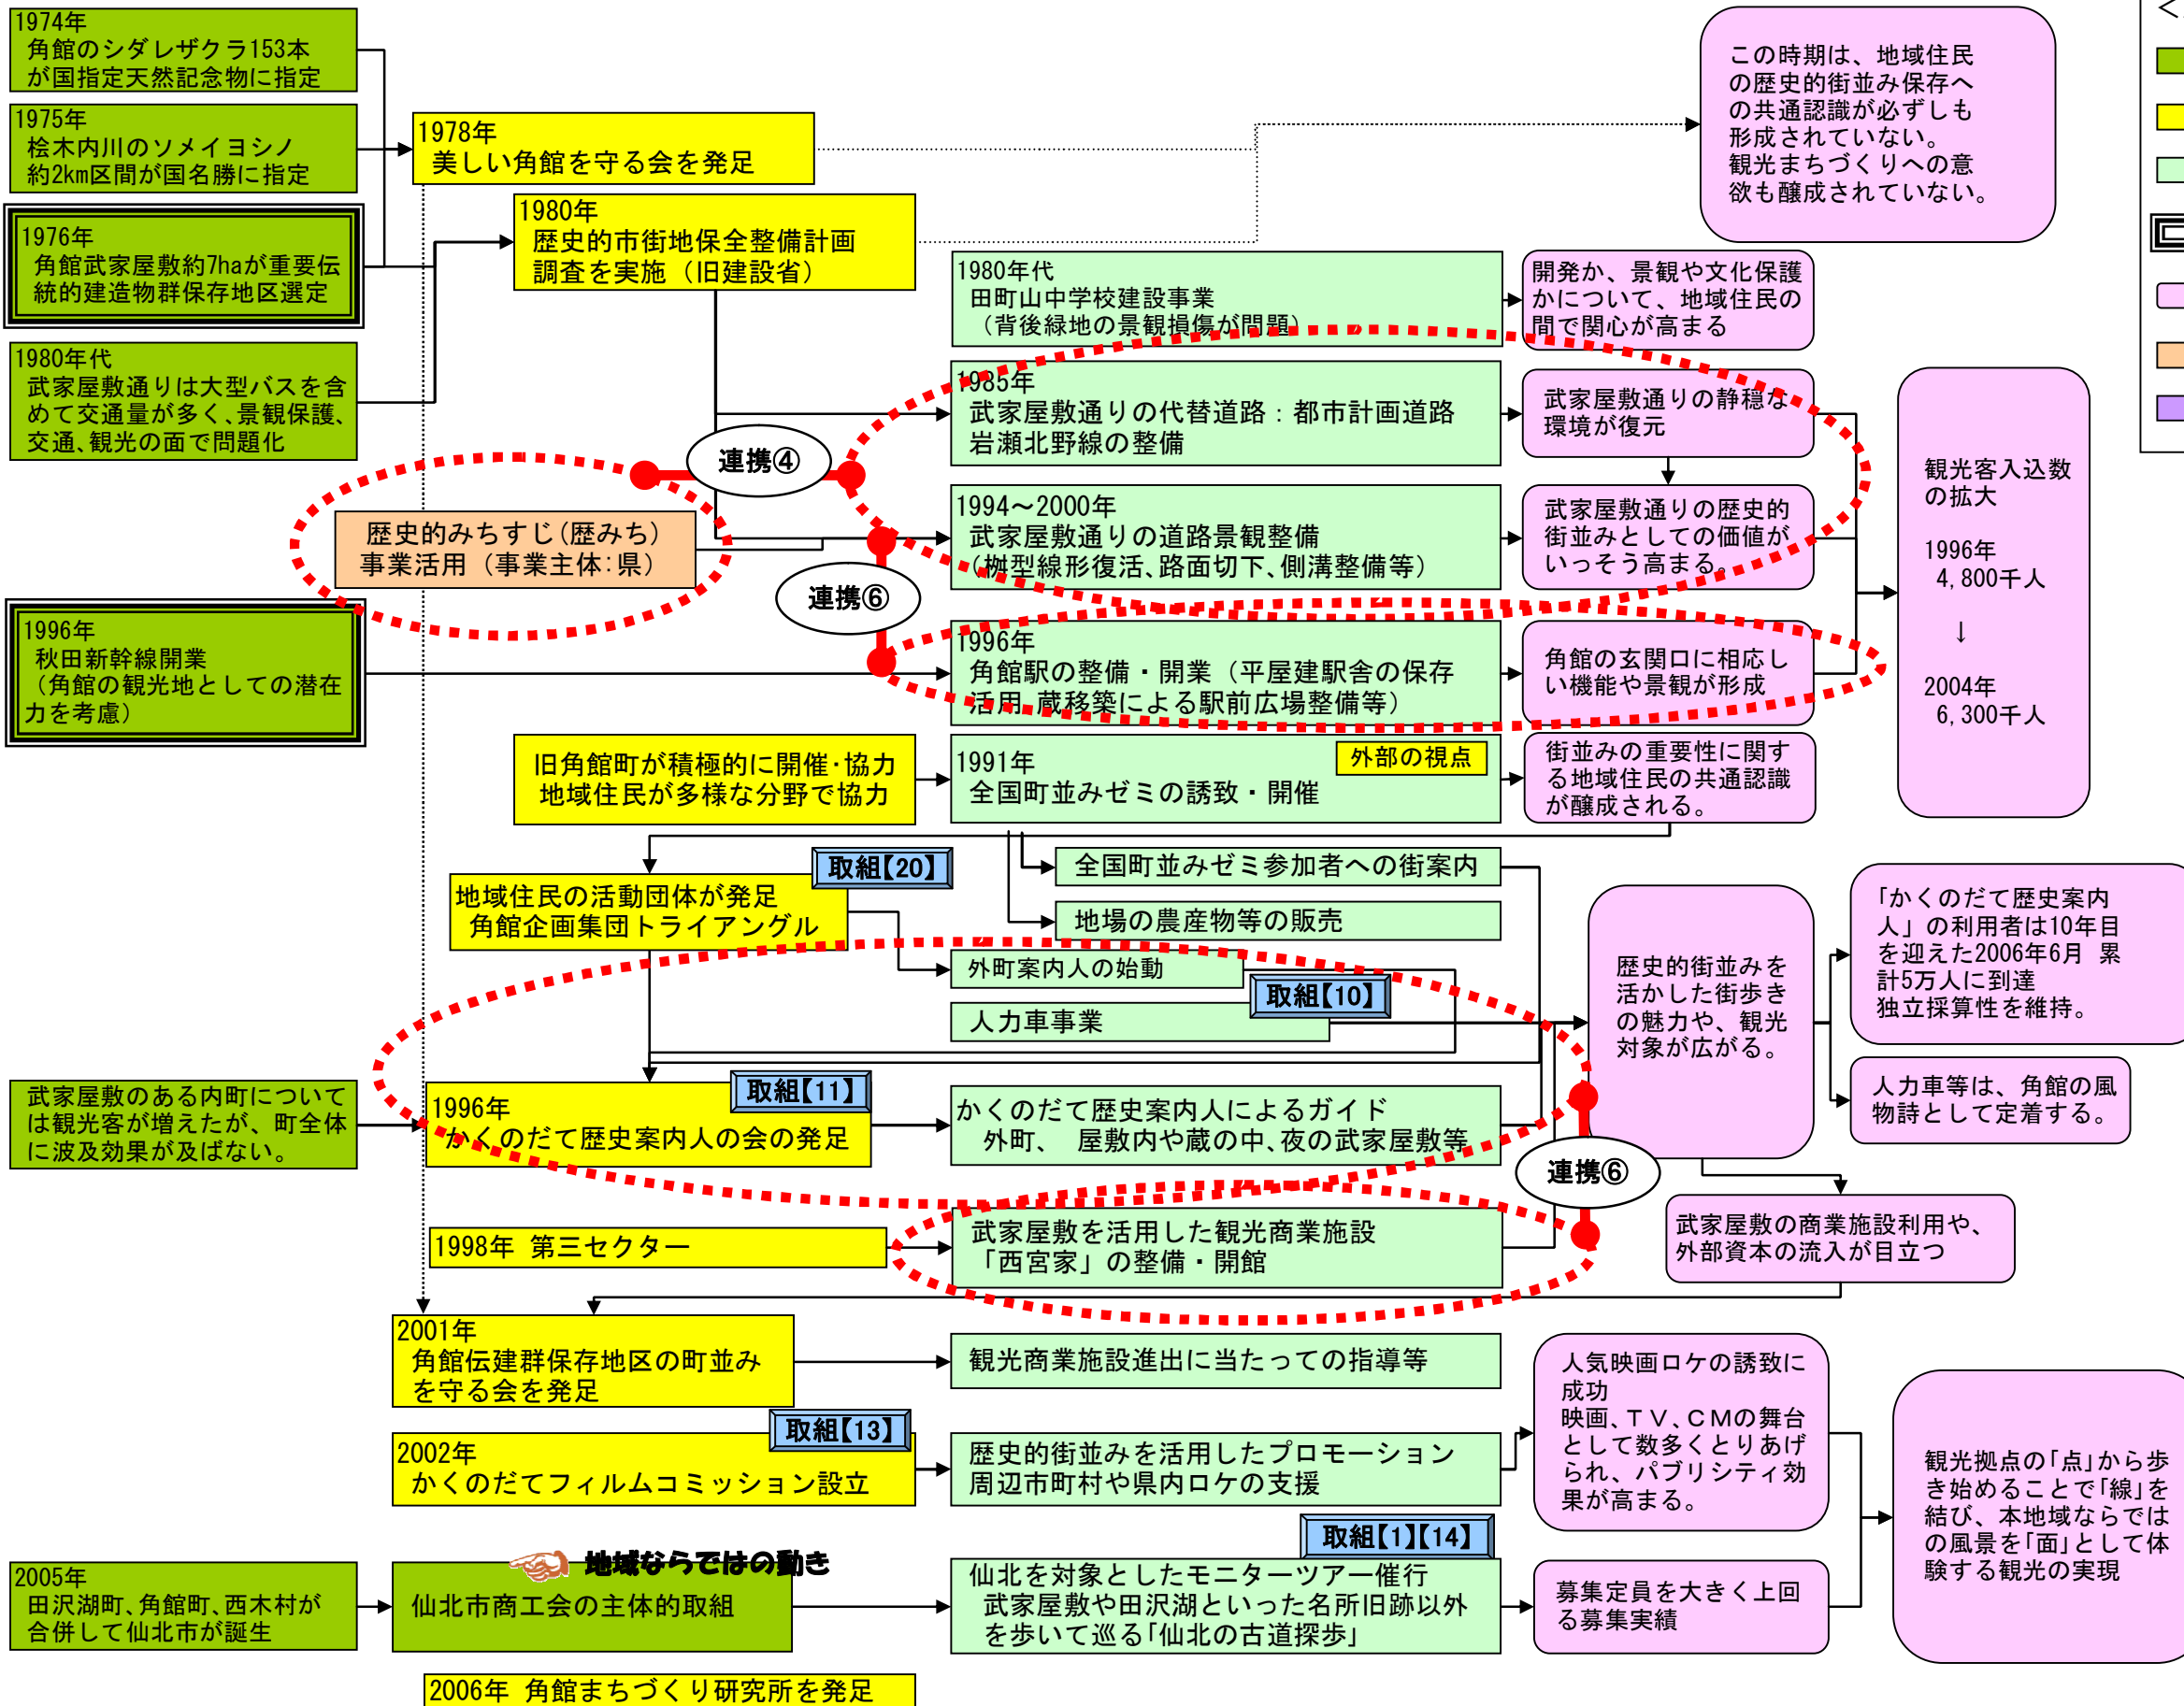 1974年
角館のシダレザクラ153本
が国指定天然記念物に指定
1975年
桧木内川のソメイヨシノ
約2km区間が国名勝に指定
1976年
角館武家屋敷約7haが重要伝
統的建造物群保存地区選定
1980年代
武家屋敷通りは大型バスを含
めて交通量が多く、景観保護、
交通、観光の面で問題化
1978年
美しい角館を守る会を発足
1980年
歴史的市街地保全整備計画
調査を実施（旧建設省）
この時期は、地域住民
の歴史的街並み保存へ
の共通認識が必ずしも
形成されていない。
観光まちづくりへの意
欲も醸成されていない。
<
1980年代
田町山中学校建設事業
（背後緑地の景観損傷が問題）
開発か、景観や文化保護
かについて、地域住民の
間で関心が高まる
1985年
武家屋敷通りの代替道路：都市計画道路
岩瀬北野線の整備
武家屋敷通りの静穏な
環境が復元
連携④
歴史的みちすじ（歴みち）
事業活用（事業主体：県）
1994～2000年
武家屋敷通りの道路景観整備
（桝型線形復活、路面切下、側溝整備等）
武家屋敷通りの歴史的
街並みとしての価値が
いっそう高まる。
連携⑥
観光客入込数
の拡大
1996年
4,800千人
↓
2004年
6,300千人
1996年
秋田新幹線開業
（角館の観光地としての潜在
力を考慮）
1996年
角館駅の整備・開業（平屋建駅舎の保存
活用、蔵移築による駅前広場整備等）
角館の玄関口に相応し
い機能や景観が形成
旧角館町が積極的に開催・協力
地域住民が多様な分野で協力
1991年
全国町並みゼミの誘致・開催
外部の視点
街並みの重要性に関す
る地域住民の共通認識
が醸成される。
取組【20】
地域住民の活動団体が発足
角館企画集団トライアングル
全国町並みゼミ参加者への街案内
地場の農産物等の販売
外町案内人の始動
取組【10】
人力車事業
歴史的街並みを
活かした街歩き
の魅力や、観光
対象が広がる。
「かくのだて歴史案内
人」の利用者は10年目
を迎えた2006年6月 累
計5万人に到達
独立採算性を維持。
人力車等は、角館の風
物詩として定着する。
武家屋敷のある内町について
は観光客が増えたが、町全体
に波及効果が及ばない。
取組【11】
1996年
かくのだて歴史案内人の会の発足
かくのだて歴史案内人によるガイド
外町、 屋敷内や蔵の中、夜の武家屋敷等
連携⑥
1998年 第三セクター
武家屋敷を活用した観光商業施設
「西宮家」の整備・開館
武家屋敷の商業施設利用や、
外部資本の流入が目立つ
2001年
角館伝建群保存地区の町並み
を守る会を発足
観光商業施設進出に当たっての指導等
取組【13】
2002年
かくのだてフィルムコミッション設立
歴史的街並みを活用したプロモーション
周辺市町村や県内ロケの支援
人気映画ロケの誘致に
成功
映画、ＴＶ、ＣＭの舞台
として数多くとりあげ
られ、パブリシティ効
果が高まる。
観光拠点の「点」から歩
き始めることで「線」を
結び、本地域ならでは
の風景を「面」として体
験する観光の実現
2005年
田沢湖町、角館町、西木村が
合併して仙北市が誕生
地域ならではの動き
仙北市商工会の主体的取組
取組【1】【14】
仙北を対象としたモニターツアー催行
武家屋敷や田沢湖といった名所旧跡以外
を歩いて巡る「仙北の古道探歩」
募集定員を大きく上回
る募集実績
2006年 角館まちづくり研究所を発足